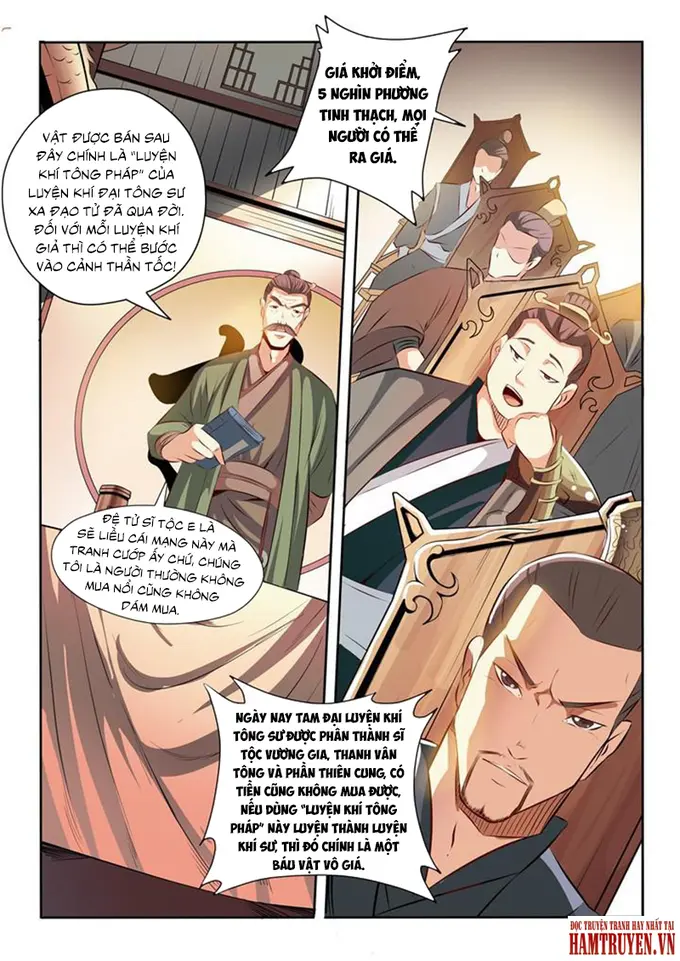 VẬT ĐƯỢC BÁN SAU
ĐÂY CHÍNH LÀ "LUYỆN
KHÍ TÔNG PHÁP" CỦA
LUYỆN KHÍ ĐẠI TÔNG SƯ
XA ĐẠO TỬ ĐÃ QUA ĐỜI.
ĐỐI VỚI MỖI LUYỆN KHÍ
GIẢ THÌ CÓ THỂ BƯỚC
VÀO CẢNH THẦN TỐC!
GIÁ KHỞI ĐIỂM,
5 NGHÌN PHƯƠNG
TINH THẠCH, MỌI
NGƯỜI CÓ THỂ
RA GIÁ.
ĐỆ TỬ SĨ TỘC E LÀ
SẼ LIỀU CÁI MẠNG NÀY MÀ
TRANH CƯỚP ẤY CHỨ, CHÚNG
TÔI LÀ NGƯỜI THƯỜNG KHÔNG
MUA NỔI CŨNG KHÔNG
DÁM MUA.
NGÀY NAY TAM ĐẠI LUYỆN KHÍ
TÔNG SƯ ĐƯỢC PHÂN THÀNH SĨ
TỘC VƯƠNG GIA, THANH VÂN
TÔNG VÀ PHẦN THIÊN CUNG, CÓ
TIỀN CŨNG KHÔNG MUA ĐƯỢC,
NẾU DÙNG "LUYỆN KHÍ TÔNG
PHÁP" NÀY LUYỆN THÀNH LUYỆN
KHÍ SƯ, THÌ ĐÓ CHÍNH LÀ MỘT
BÁU VẬT VÔ GIÁ.
ĐỌC TRUYỆN TRANH HAY NHẤT TẠI
HAMTRUYEN.VN